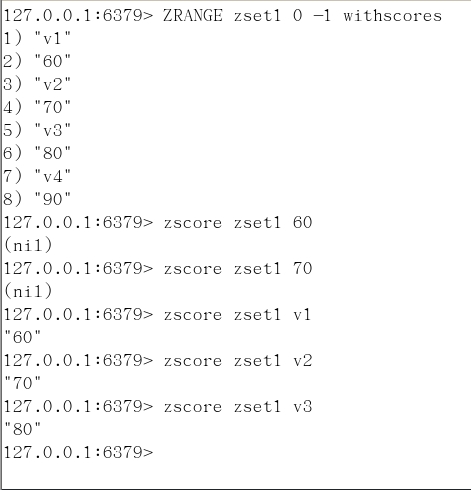 127.0.0.1:6379> ZRANGE zset1 0 -1 withscores
1) "v1"
2) "60"
3) "v2"
4) "70"
5) "v3"
6) "80"
7) "v4"
8) "90"
127.0.0.1:6379> zscore zset1 60
(nil)
127.0.0.1:6379> zscore zset1 70
(nil)
127.0.0.1:6379> zscore zset1 v1
"60"
127.0.0.1:6379> zscore zset1 v2
"70"
127.0.0.1:6379> zscore zset1 v3
"80"
127.0.0.1:6379>